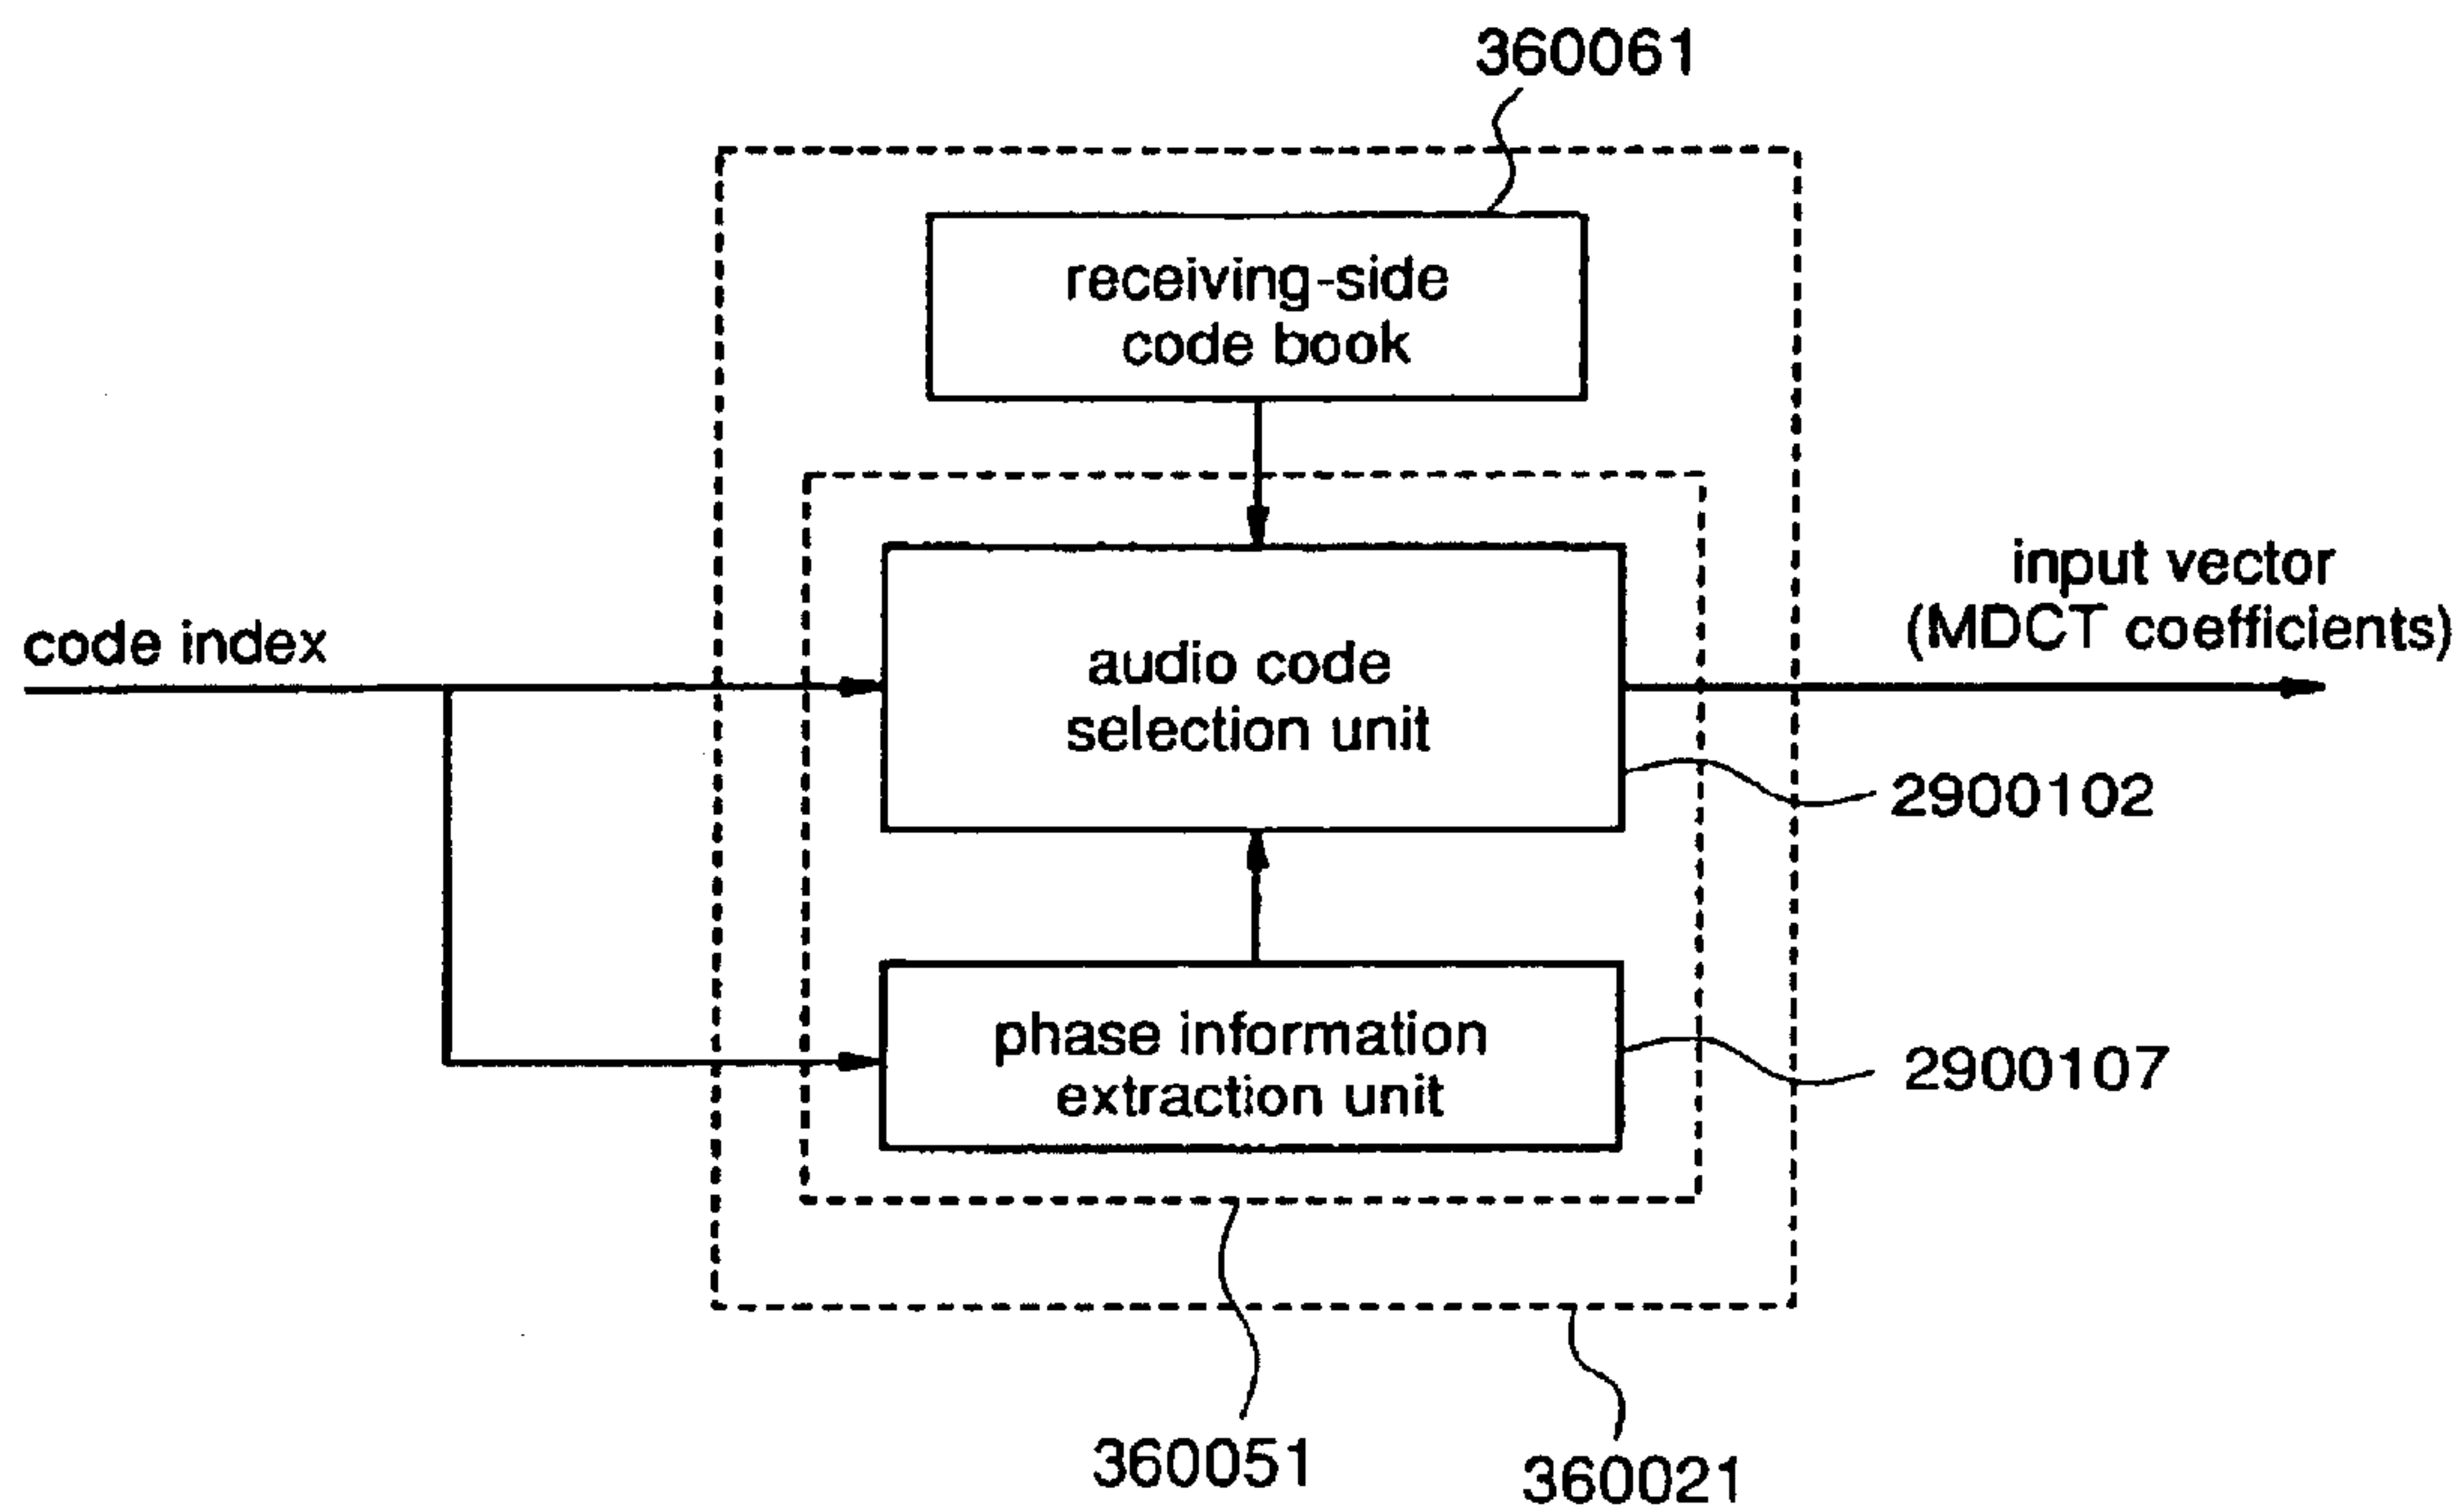 360061
receiving-side
code book
input vector
(MDCT coefficients)
code index
audio code
selection unit
2900102
phase information
extraction unit
2900107
360051
360021